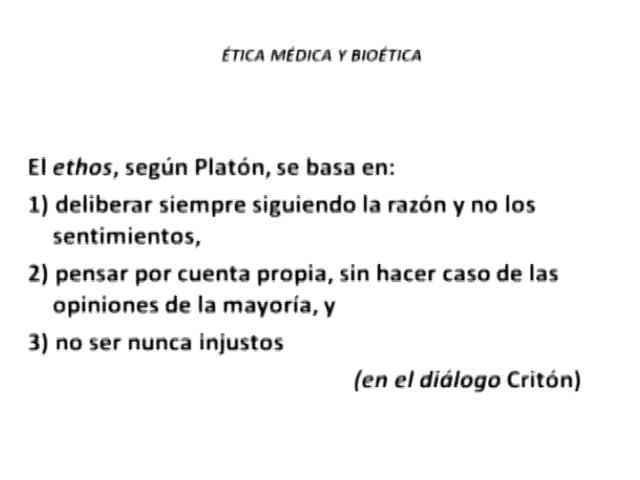 ÉTICA MÉDICA Y BIOÉTICA
El ethos, según Platón, se basa en:
1) deliberar siempre siguiendo la razón y no los
sentimientos,
2) pensar por cuenta propia, sin hacer caso de las
opiniones de la mayoría, y
3) no ser nunca injustos
(en el diálogo Critón)